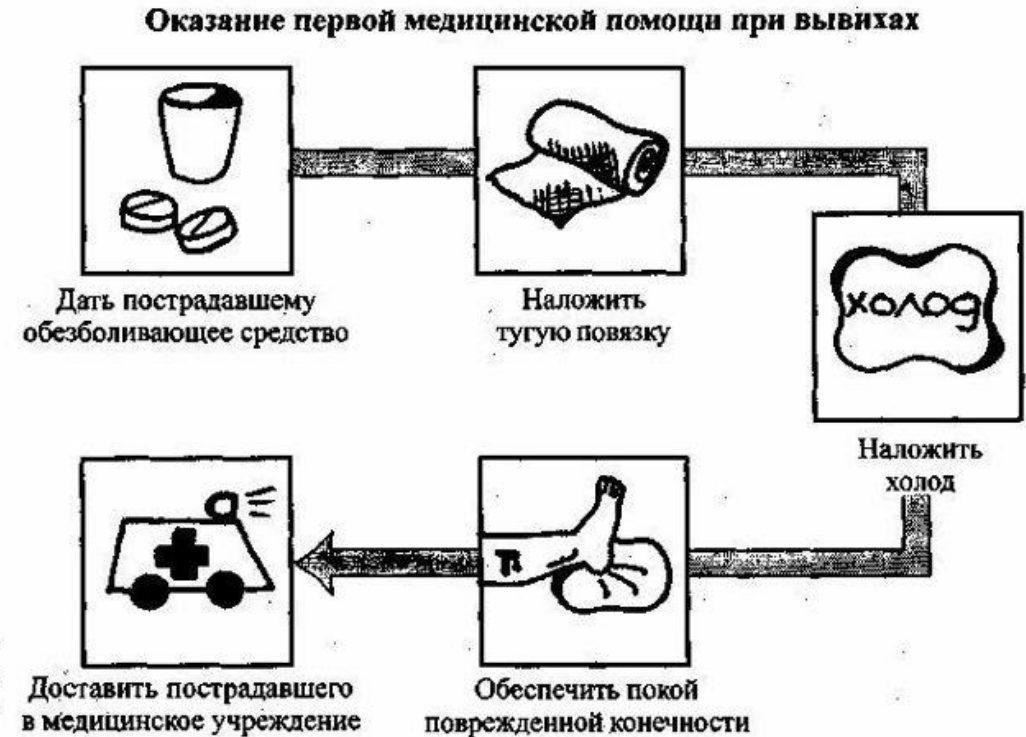 Оказание первой медицинской помощи при вывихах
Дать пострадавшему
обезболивающее средство
Наложить
тугую повязку
холод
Наложить
холод
Обеспечить покой
поврежденной конечности
Доставить пострадавшего
в медицинское учреждение